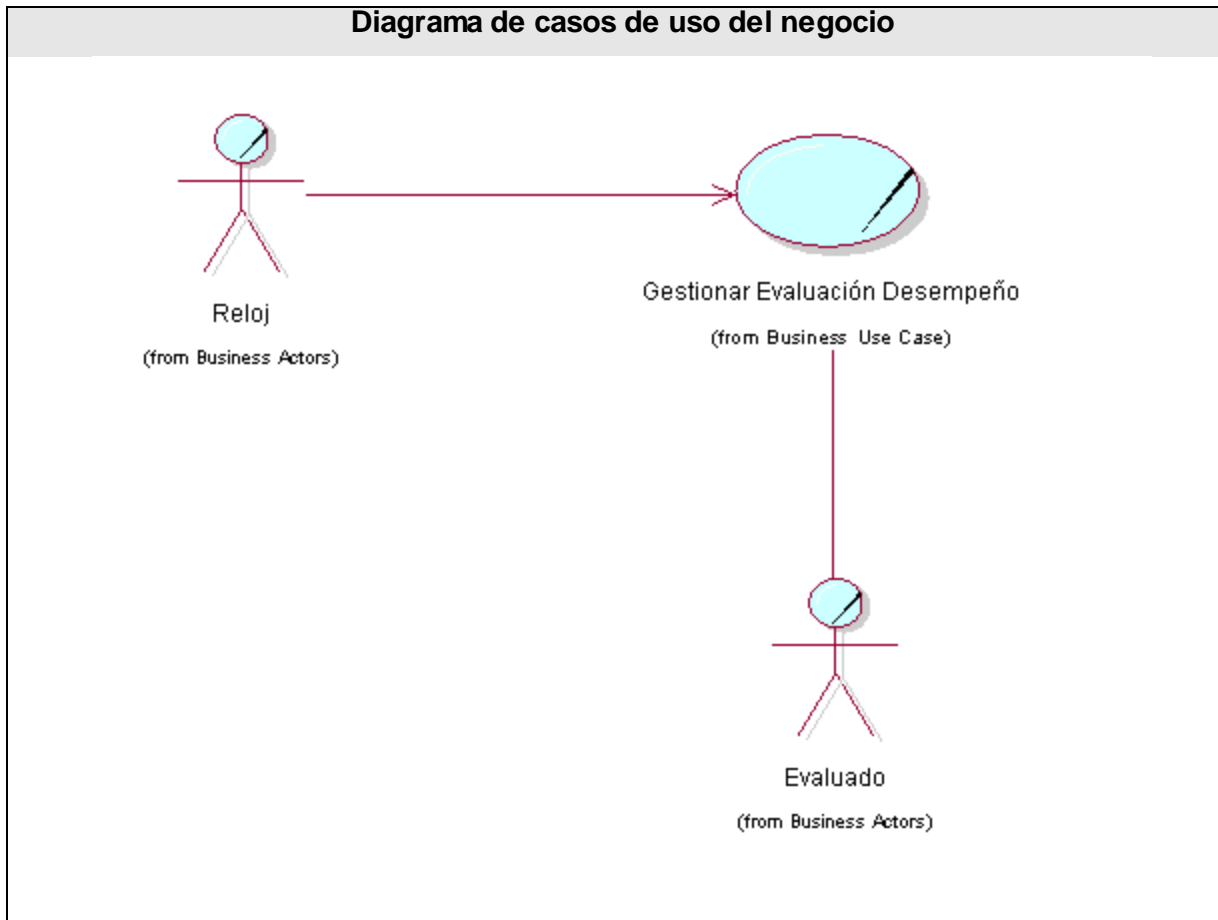 Diagrama de casos de uso del negocio
Reloj
(from Business Actors)
Gestionar Evaluación Desempeño
(from Business Use Case)
Evaluado
(from Business Actors)